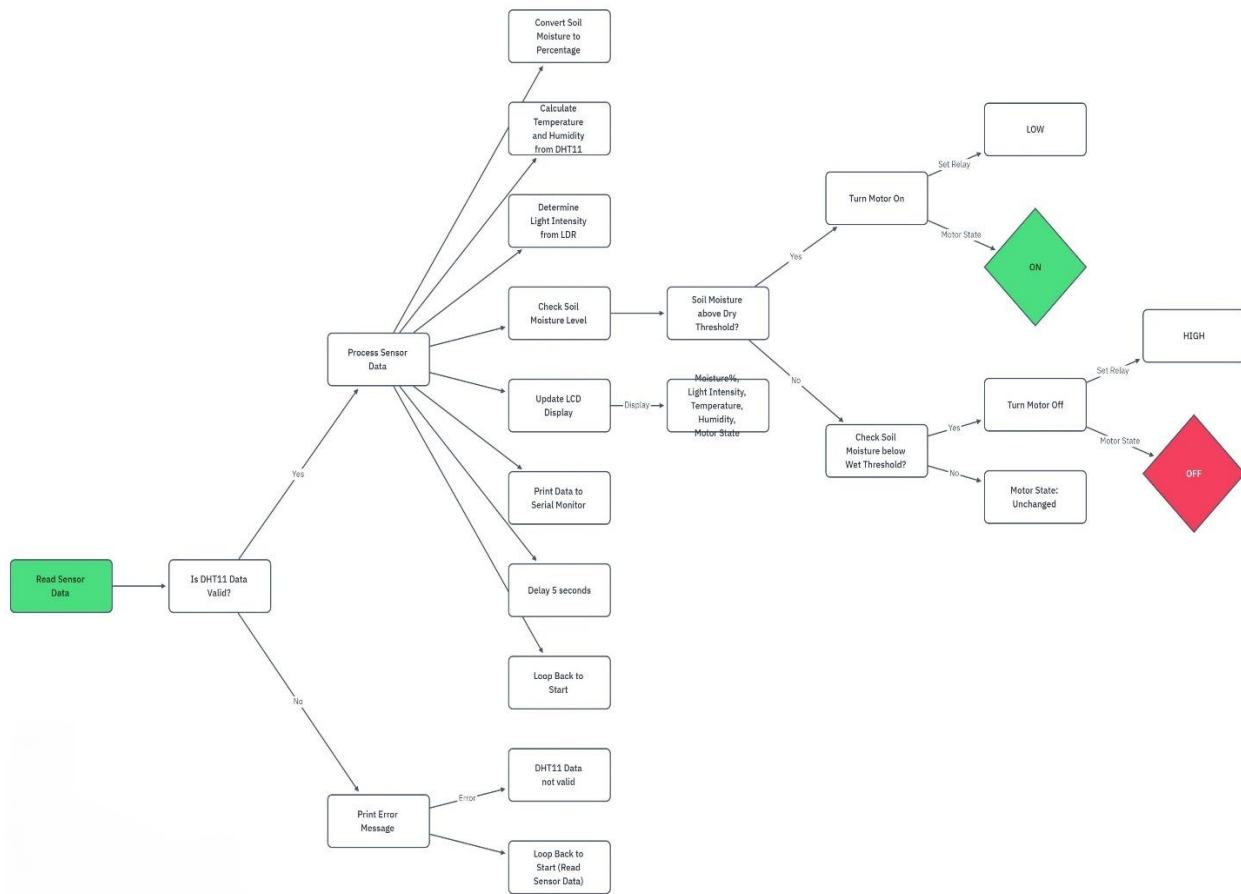 Convert Soil
Moisture to
Percentage
Calculate
Temperature
and Humidity
from DHT11
Determine
Light Intensity
from LDR
Check Soil
Moisture Level
Soil Moisture
above Dry
Threshold?
Yes
Turn Motor On
Set Relay
LOW
Motor State
ON
No
Check Soil
Moisture below
Wet Threshold?
Yes
Turn Motor Off
Set Relay
HIGH
Motor State
OFF
No
Motor State:
Unchanged
Process Sensor
Data
Update LCD
Display
Display
Moisture%,
Light Intensity,
Temperature,
Humidity,
Motor State
Print Data to
Serial Monitor
Delay 5 seconds
Loop Back to
Start
Yes
Read Sensor
Data
Is DHT11 Data
Valid?
No
Print Error
Message
Error
DHT11 Data
not valid
Loop Back to
Start (Read
Sensor Data)